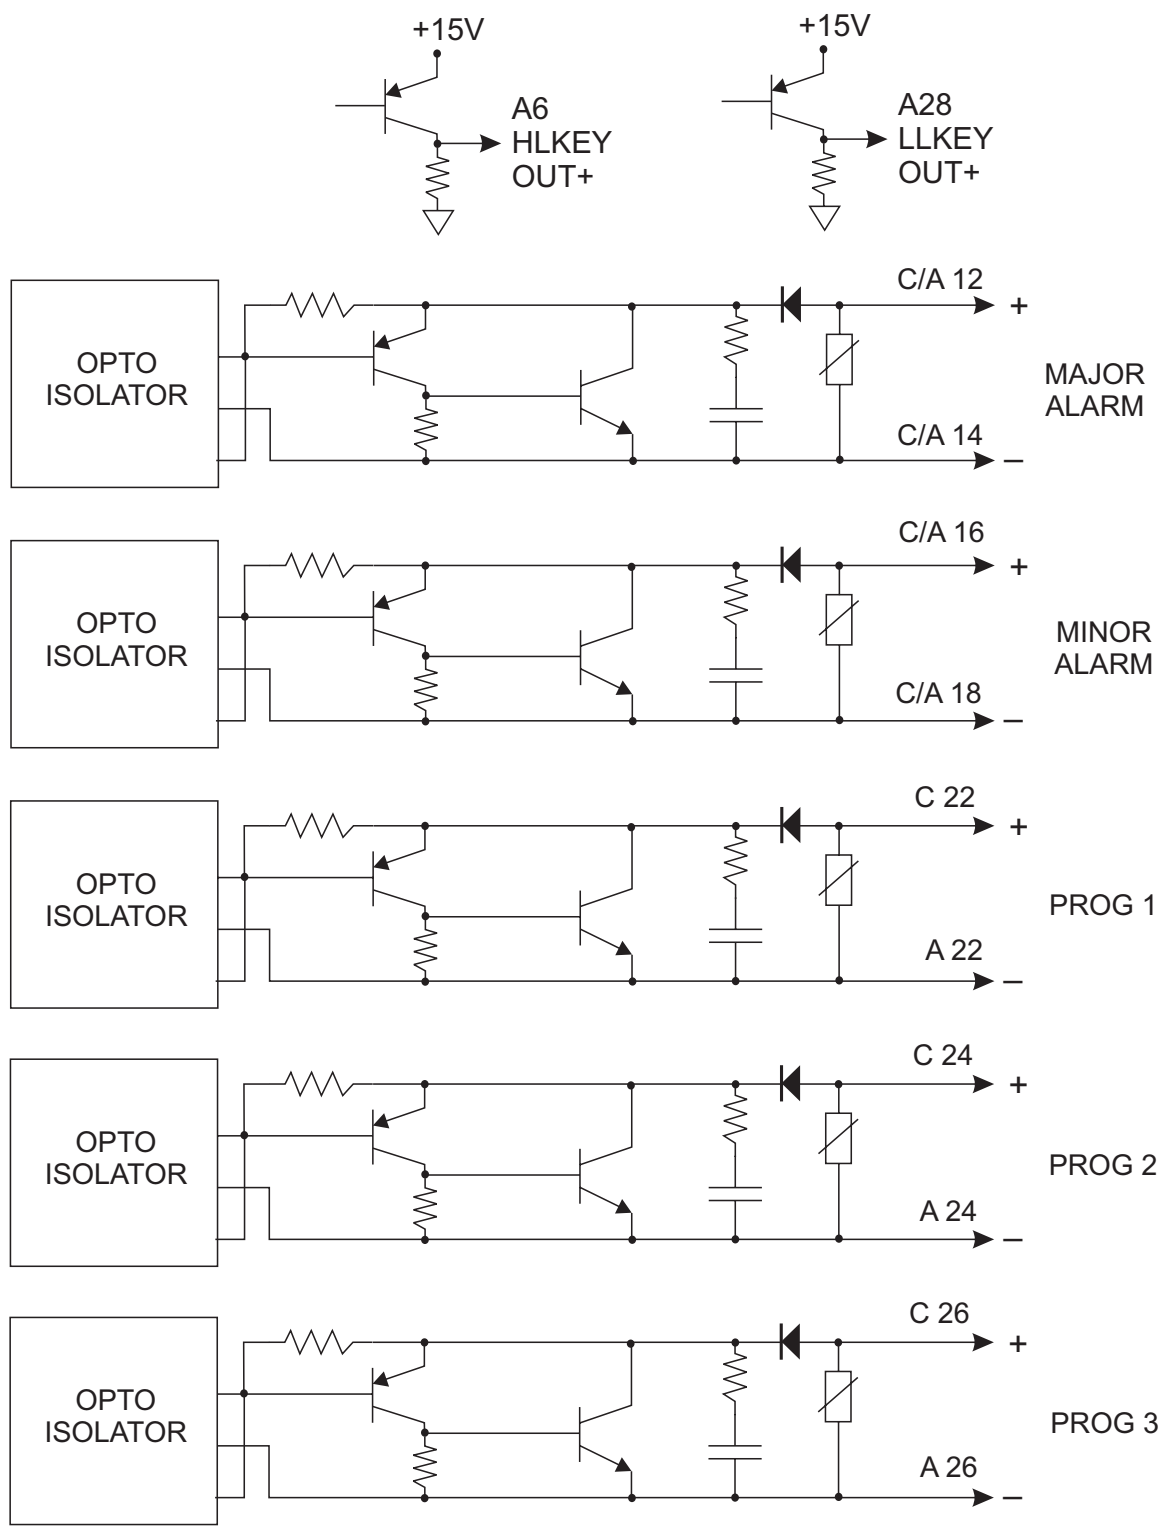 +15V
A6
HLKEY
OUT+
+15V
A28
LLKEY
OUT+
OPTO
ISOLATOR
C/A 12
+
MAJOR
ALARM
C/A 14
–
OPTO
ISOLATOR
C/A 16
+
MINOR
ALARM
C/A 18
–
OPTO
ISOLATOR
C 22
+
PROG 1
A 22
–
OPTO
ISOLATOR
C 24
+
PROG 2
A 24
–
OPTO
ISOLATOR
C 26
+
PROG 3
A 26
–